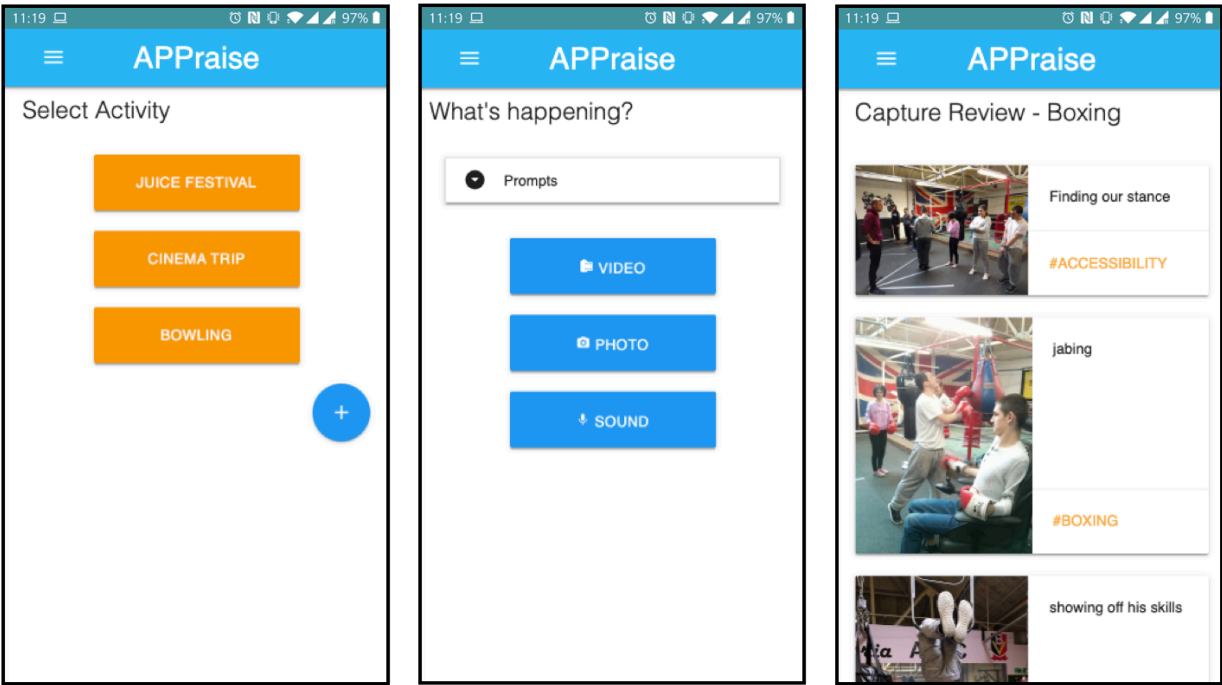 11:19 97%
APPraise
Select Activity
JUICE FESTIVAL
CINEMA TRIP
BOWLING
+
11:19 97%
APPraise
What's happening?
Prompts
VIDEO
PHOTO
SOUND
11:19 97%
APPraise
Capture Review - Boxing
Finding our stance
#ACCESSIBILITY
jabing
#BOXING
showing off his skills